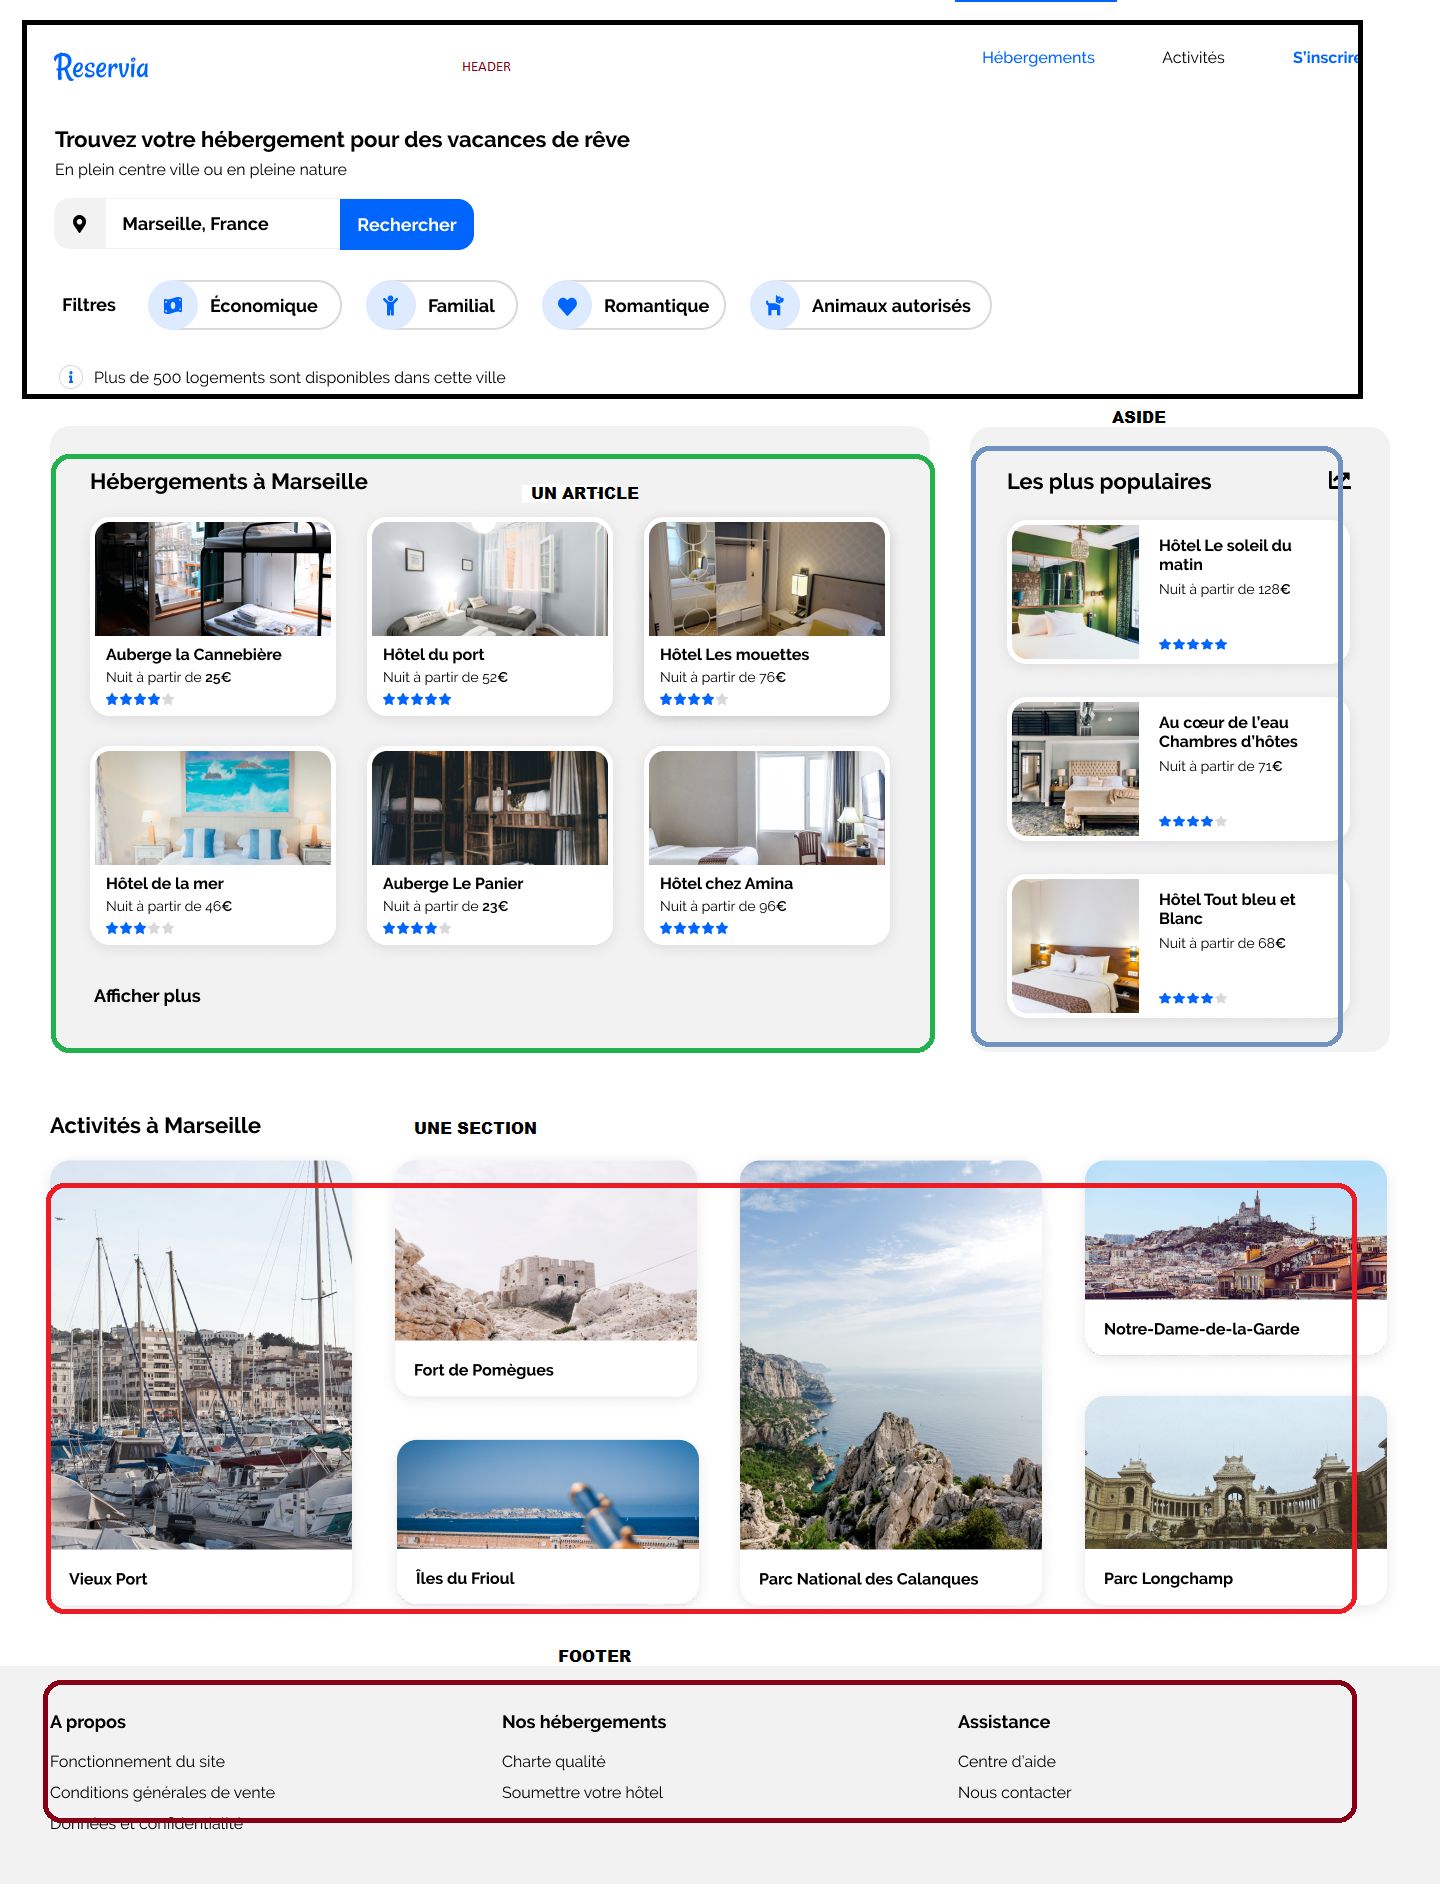 Reservia
HEADER
Hébergements
Activités
S'inscrire
Trouvez votre hébergement pour des vacances de rêve
En plein centre ville ou en pleine nature
Marseille, France
Rechercher
Filtres
Économique
Familial
Romantique
Animaux autorisés
Plus de 500 logements sont disponibles dans cette ville
Hébergements à Marseille
UN ARTICLE
Auberge la Cannebière
Nuit à partir de 25€
Hôtel du port
Nuit à partir de 52€
Hôtel Les mouettes
Nuit à partir de 76€
Hôtel de la mer
Nuit à partir de 46€
Auberge Le Panier
Nuit à partir de 23€
Hôtel chez Amina
Nuit à partir de 96€
Afficher plus
ASIDE
Les plus populaires
Hôtel Le soleil du
matin
Nuit à partir de 128€
Au cœur de l'eau
Chambres d'hôtes
Nuit à partir de 71€
Hôtel Tout bleu et
Blanc
Nuit à partir de 68€
Activités à Marseille
UNE SECTION
Vieux Port
Fort de Pomègues
Îles du Frioul
Parc National des Calanques
Notre-Dame-de-la-Garde
Parc Longchamp
FOOTER
A propos
Fonctionnement du site
Conditions générales de vente
Données et confidentialité
Nos hébergements
Charte qualité
Soumettre votre hôtel
Assistance
Centre d'aide
Nous contacter